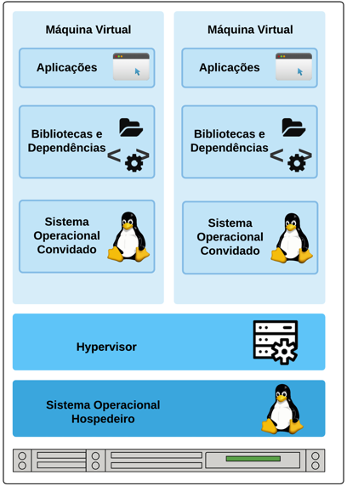 Máquina Virtual
Aplicações
Bibliotecas e
Dependências
Sistema
Operacional
Convidado
Máquina Virtual
Aplicações
Bibliotecas e
Dependências
Sistema
Operacional
Convidado
Hypervisor
Sistema Operacional
Hospedeiro